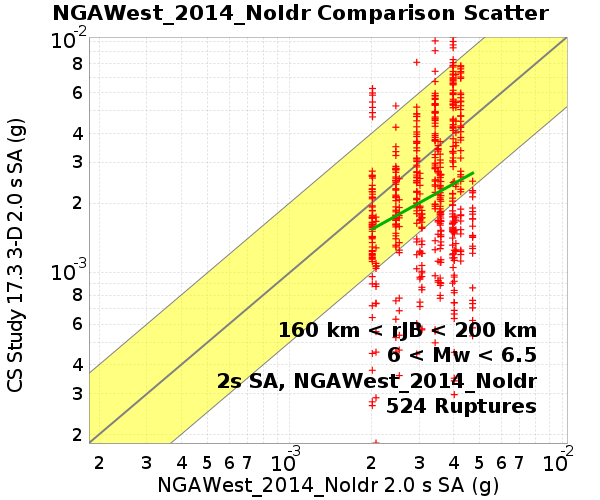 NGAWest_2014_NoIdr Comparison Scatter
CS Study 17.3 3-D 2.0 s SA (g)
10-2
8
6
4
3
2
10-3
8
6
4
3
2
160 km < rJB < 200 km
6 < Mw < 6.5
2s SA, NGAWest_2014_NoIdr
524 Ruptures
2 3 4 5 6 7 10-3 2 3 4 5 6 7 10-2
NGAWest_2014_NoIdr 2.0 s SA (g)